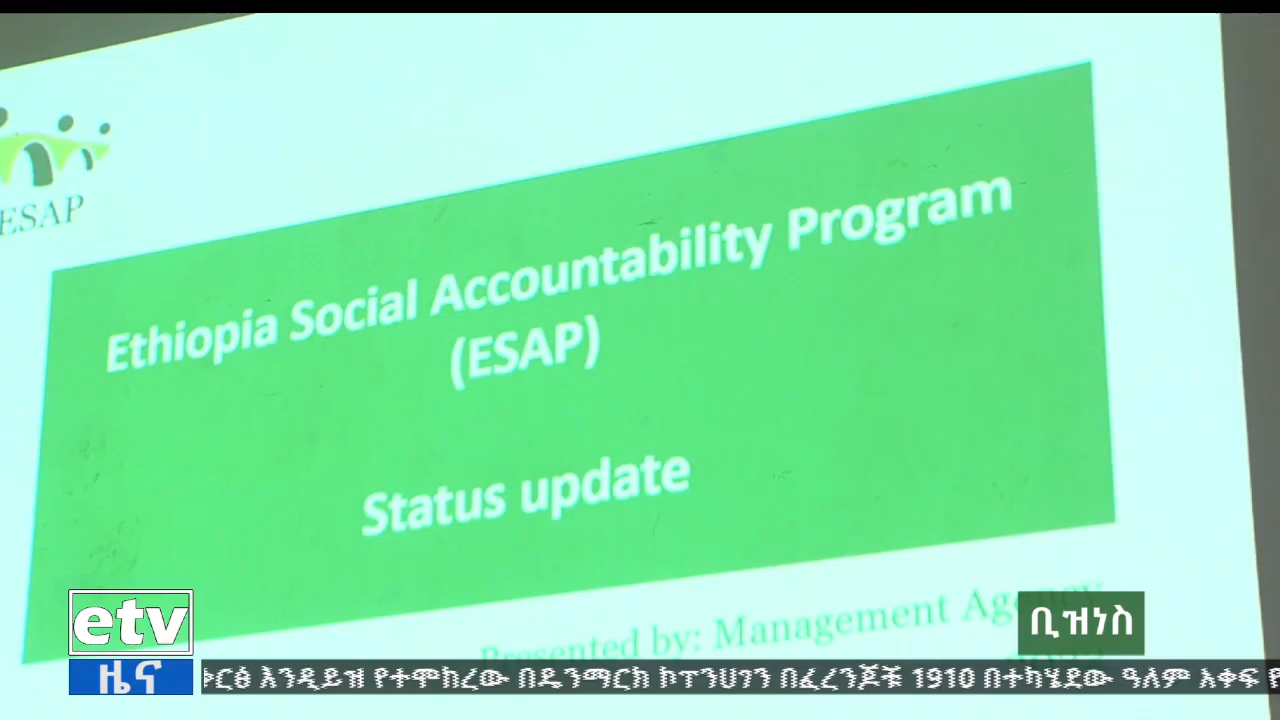 ESAP
Ethiopia Social Accountability Program
(ESAP)
Status update
Presented by: Management Agency
etv
ቢዝነስ
ዜና
ቅርፅ እንዲይዝ የተሞከረው በዴንማርክ ኮፐንሀገን በፈረንጆቹ 1910 በተካሄደው ዓለም አቀፍ